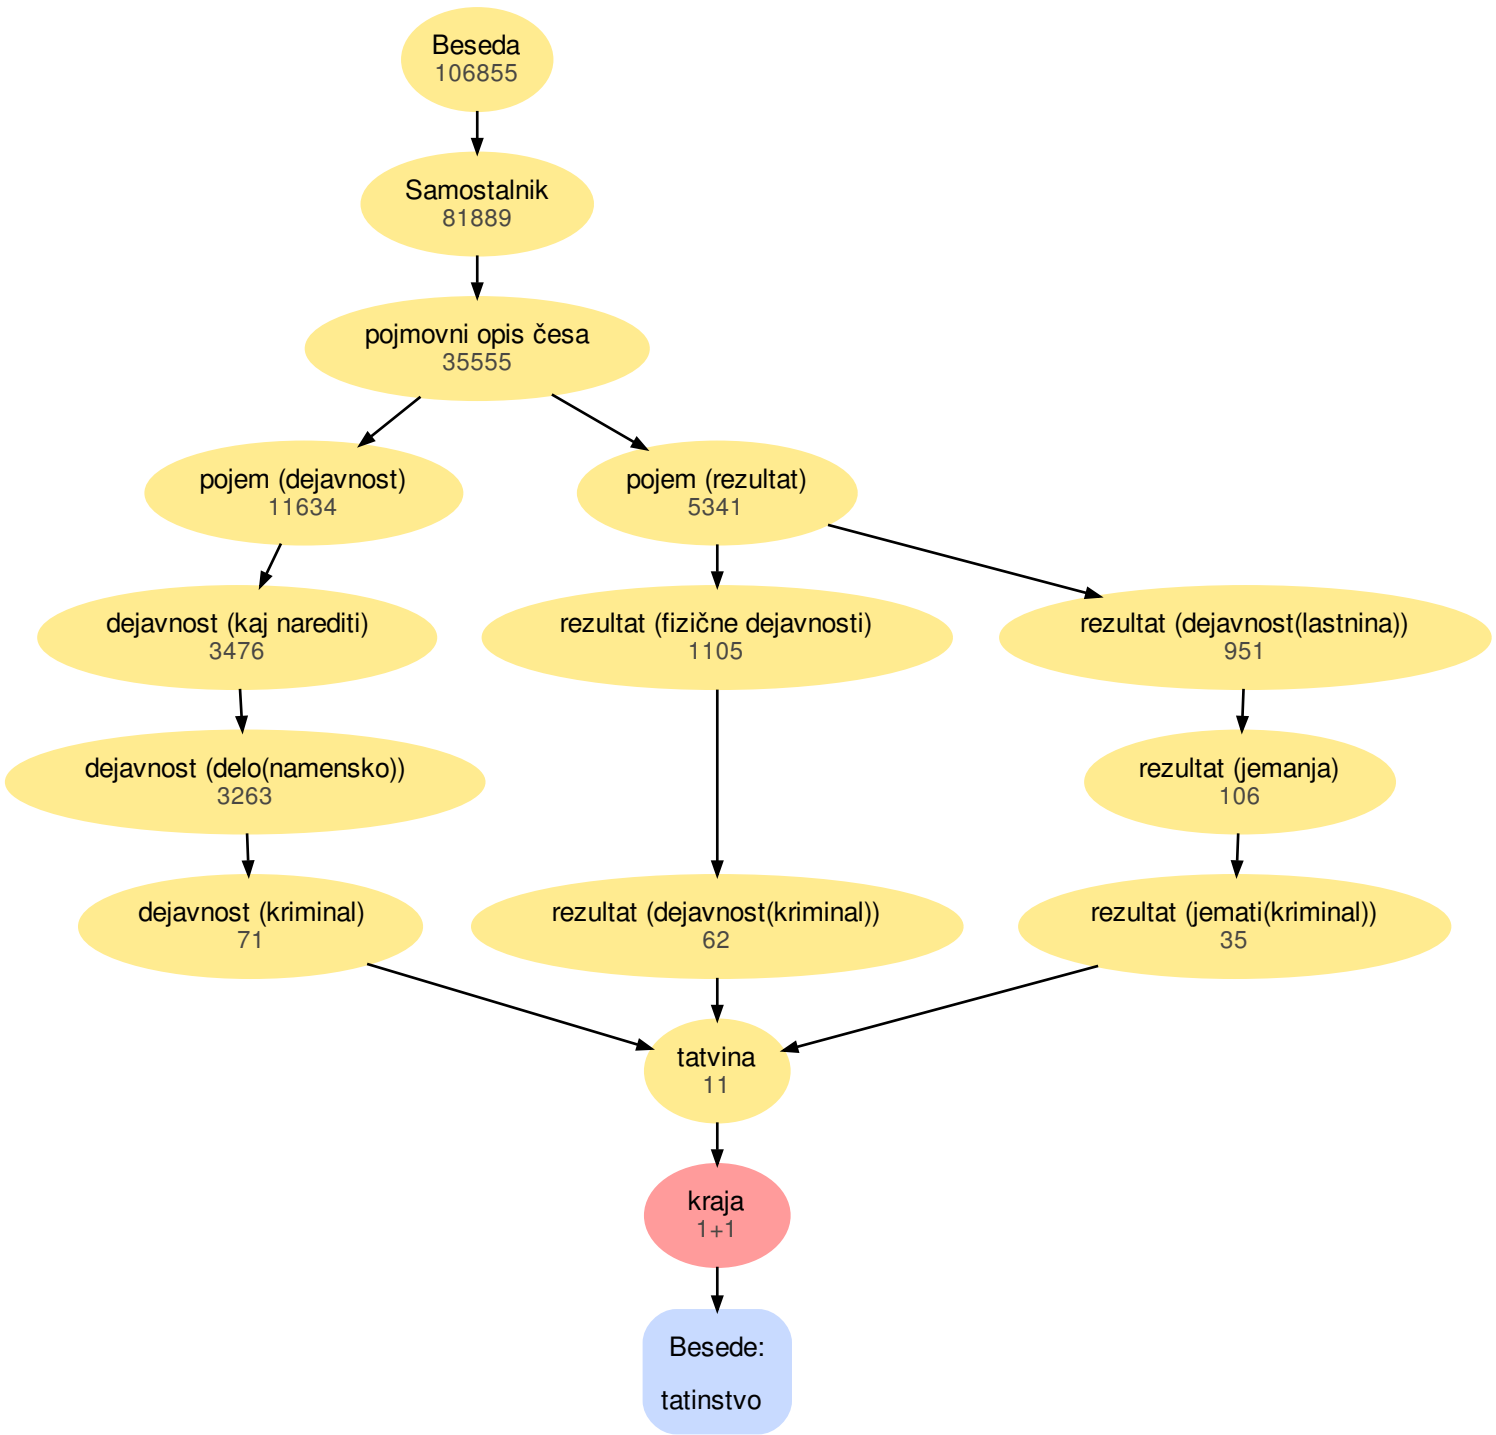 Beseda
106855
Samostalnik
81889
pojmovni opis česa
35555
pojem (dejavnost)
11634
pojem (rezultat)
5341
dejavnost (kaj narediti)
3476
rezultat (fizične dejavnosti)
1105
rezultat (dejavnost(lastnina))
951
dejavnost (delo(namensko))
3263
rezultat (jemanja)
106
dejavnost (kriminal)
71
rezultat (dejavnost(kriminal))
62
rezultat (jemati(kriminal))
35
tatvina
11
kraja
1+1
Besede:
tatinstvo